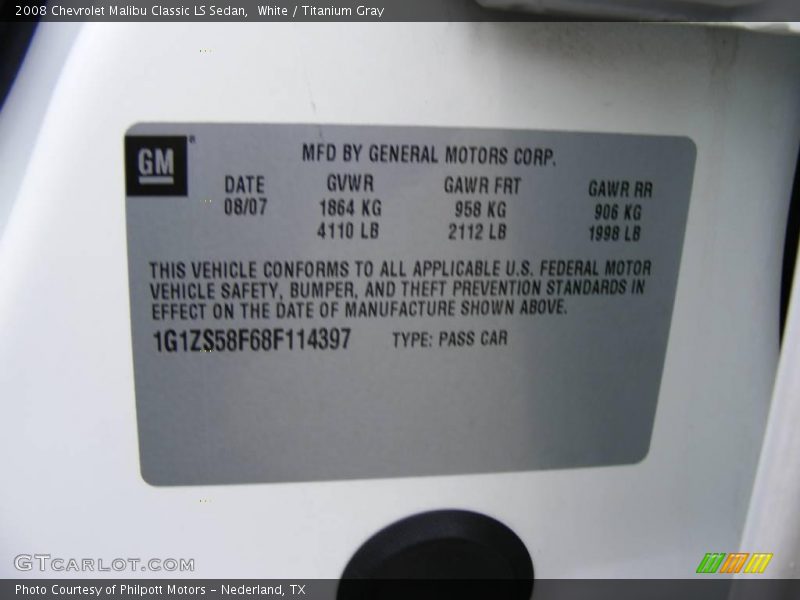 2008 Chevrolet Malibu Classic LS Sedan, White / Titanium Gray
GM
MFD BY GENERAL MOTORS CORP.
DATE GVWR GAWR FRT GAWR RR
08/07 1864 KG 958 KG 906 KG
4110 LB 2112 LB 1998 LB
THIS VEHICLE CONFORMS TO ALL APPLICABLE U.S. FEDERAL MOTOR
VEHICLE SAFETY, BUMPER, AND THEFT PREVENTION STANDARDS IN
EFFECT ON THE DATE OF MANUFACTURE SHOWN ABOVE.
1G1ZS58F68F114397 TYPE: PASS CAR
GTCARLOT.COM
Photo Courtesy of Philpott Motors - Nederland, TX